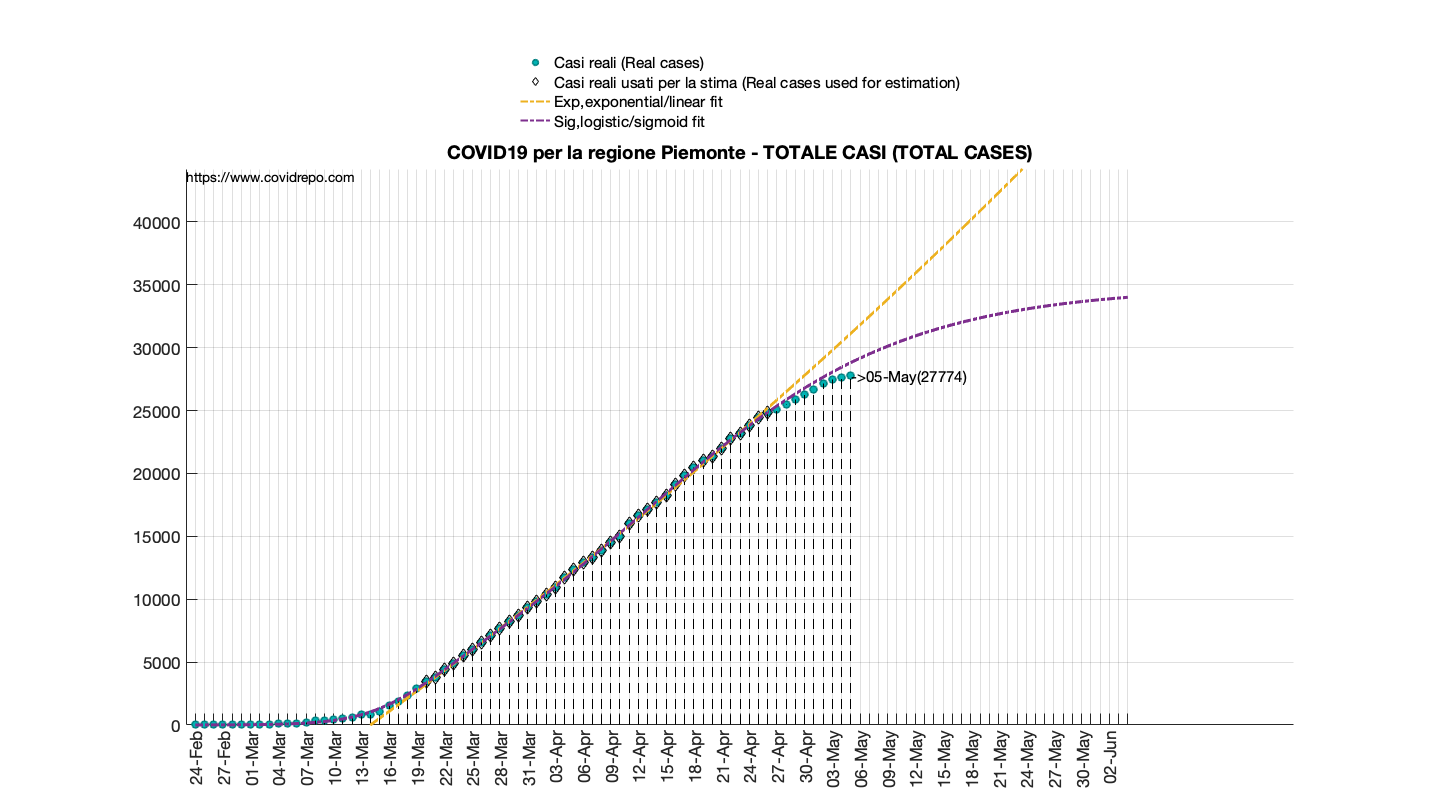 Casi reali (Real cases)
Casi reali usati per la stima (Real cases used for estimation)
Exp,exponential/linear fit
Sig,logistic/sigmoid fit
COVID19 per la regione Piemonte - TOTALE CASI (TOTAL CASES)
https://www.covidrepo.com
40000
35000
30000
25000
20000
15000
10000
5000
0
->05-May(27774)
24-Feb
27-Feb
01-Mar
04-Mar
07-Mar
10-Mar
13-Mar
16-Mar
19-Mar
22-Mar
25-Mar
28-Mar
31-Mar
03-Apr
06-Apr
09-Apr
12-Apr
15-Apr
18-Apr
21-Apr
24-Apr
27-Apr
30-Apr
03-May
06-May
09-May
12-May
15-May
18-May
21-May
24-May
27-May
30-May
02-Jun